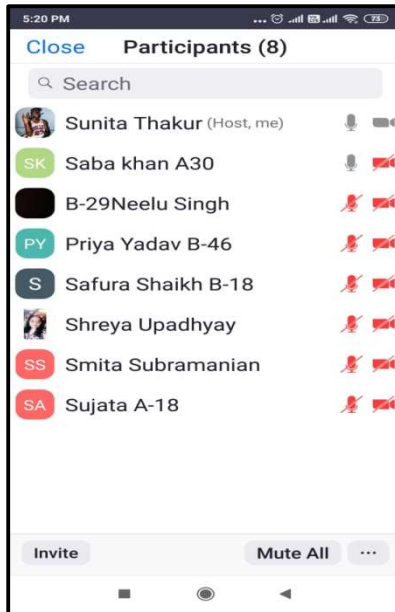 5:20 PM ... 73
Close Participants (8)
Search
Sunita Thakur (Host, me)
SK Saba khan A30
B-29Neelu Singh
PY Priya Yadav B-46
S Safura Shaikh B-18
Shreya Upadhyay
SS Smita Subramanian
SA Sujata A-18
Invite Mute All ...